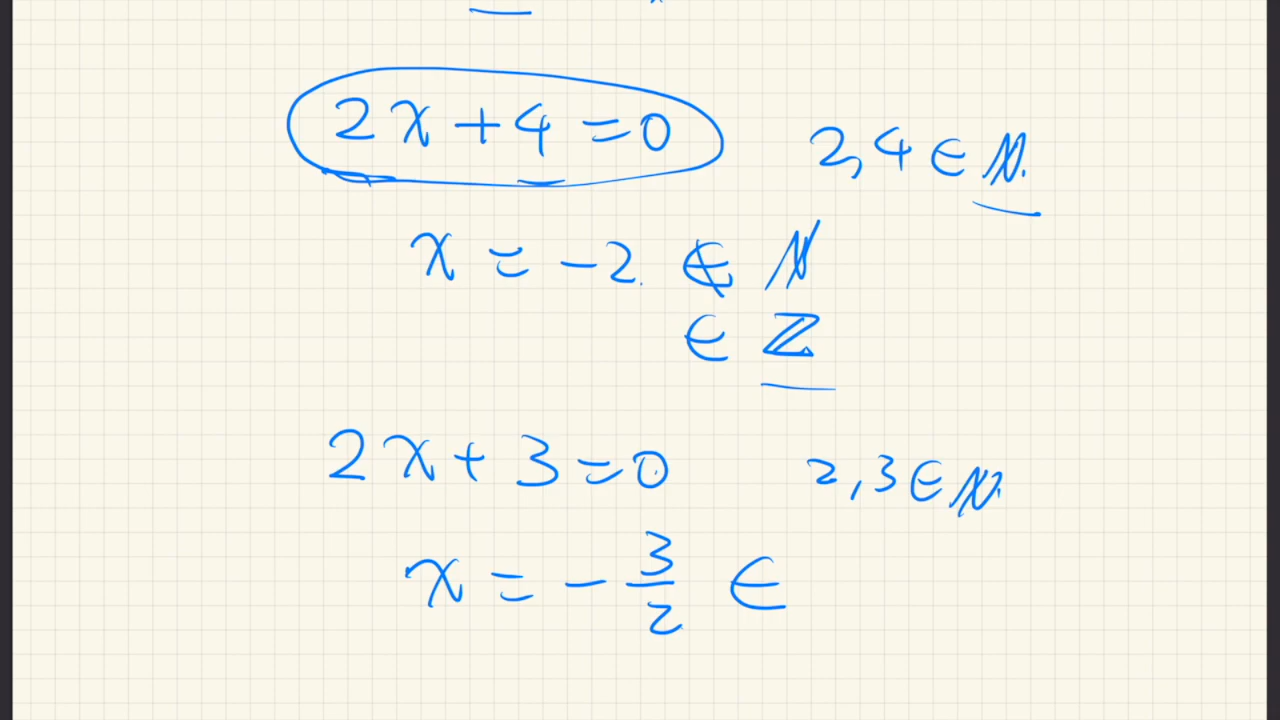 2x+4=0 2,4∈ℕ.
x=-2. ∉ ℕ
∈ ℤ
2x+3=0 2,3∈ℕ.
x=-3/2 ∈